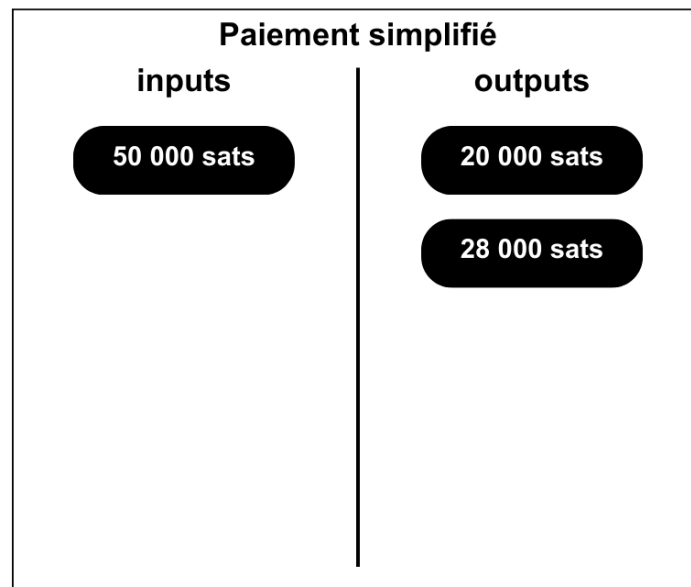 Paiement simplifié
inputs
outputs
50 000 sats
20 000 sats
28 000 sats